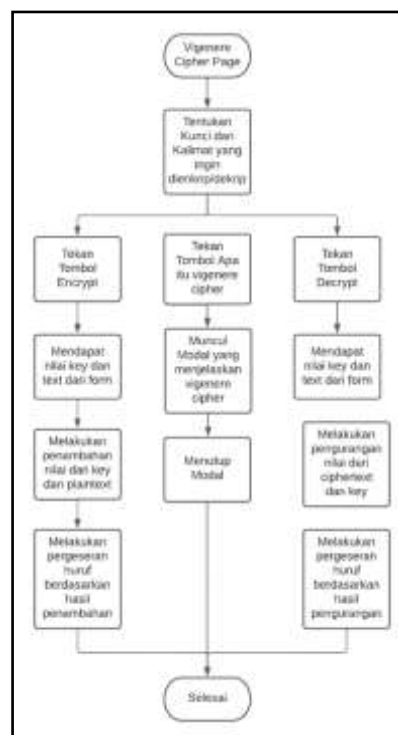 Vigenere
Cipher Page
Tentukan
Kunci dan
Kalimat yang
ingin
dienkrip/dekrip
Tekan
Tombol
Encrypt
Tekan
Tombol Apa
itu vigenere
cipher
Tekan
Tombol
Decrypt
Mendapat
nilai key dan
text dari form
Muncul
Modal yang
menjelaskan
vigenere
cipher
Mendapat
nilai key dan
text dari form
Melakukan
penambahan
nilai dari key
dan plaintext
Menutup
Modal
Melakukan
pengurangan
nilai dari
ciphertext
dan key
Melakukan
pergeseran
huruf
berdasarkan
hasil
penambahan
Melakukan
pergeseran
huruf
berdasarkan
hasil
pengurangan
Selesai